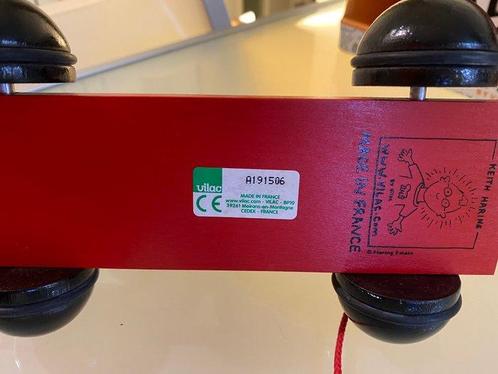 vilac
A191506
CE
MADE IN FRANCE
www.vilac.com - VILAC - BP10
39261 Moirans-en-Montagne
CEDEX - FRANCE
KEITH HARING
© Haring Estate
www.VILAC.com
MADE IN FRANCE